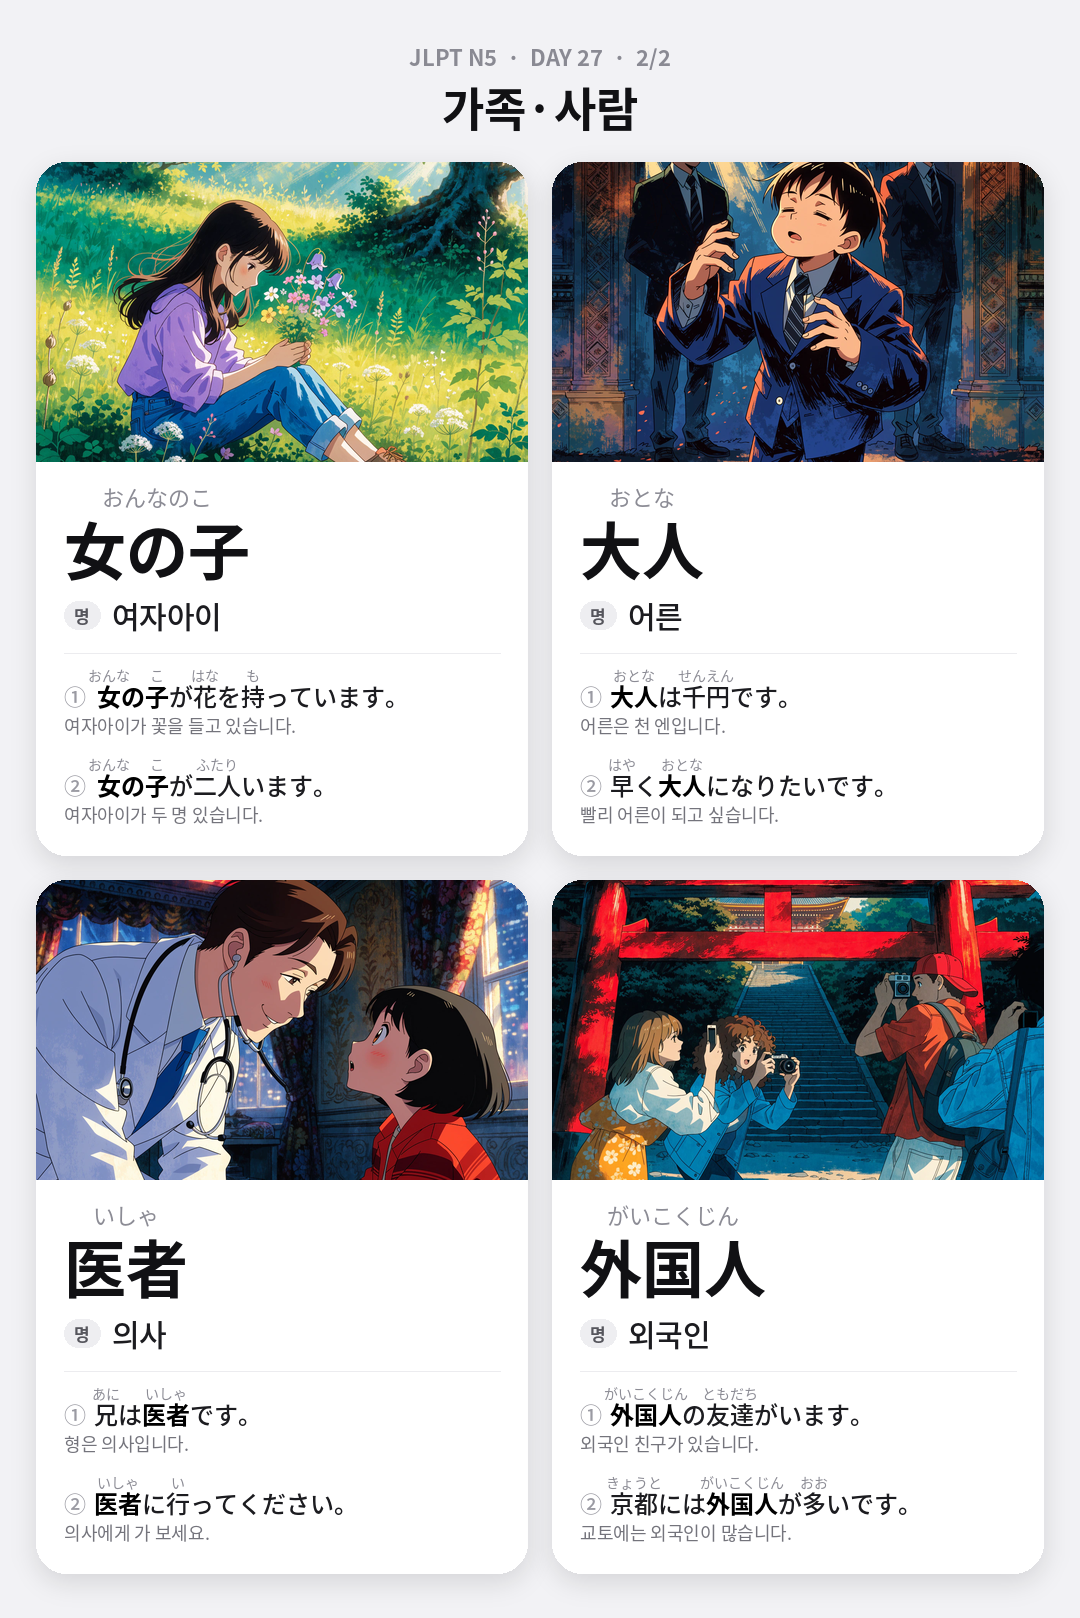 JLPT N5 · DAY 27 · 2/2
가족·사람
おんなのこ
女の子
명 여자아이
おんな こ はな も
① 女の子が花を持っています。
여자아이가 꽃을 들고 있습니다.
おんな こ ふたり
② 女の子が二人います。
여자아이가 두 명 있습니다.
おとな
大人
명 어른
おとな せんえん
① 大人は千円です。
어른은 천 엔입니다.
はや おとな
② 早く大人になりたいです。
빨리 어른이 되고 싶습니다.
いしゃ
医者
명 의사
あに いしゃ
① 兄は医者です。
형은 의사입니다.
いしゃ い
② 医者に行ってください。
의사에게 가 보세요.
がいこくじん
外国人
명 외국인
がいこくじん ともだち
① 外国人の友達がいます。
외국인 친구가 있습니다.
きょうと がいこくじん おお
② 京都には外国人が多いです。
교토에는 외국인이 많습니다.